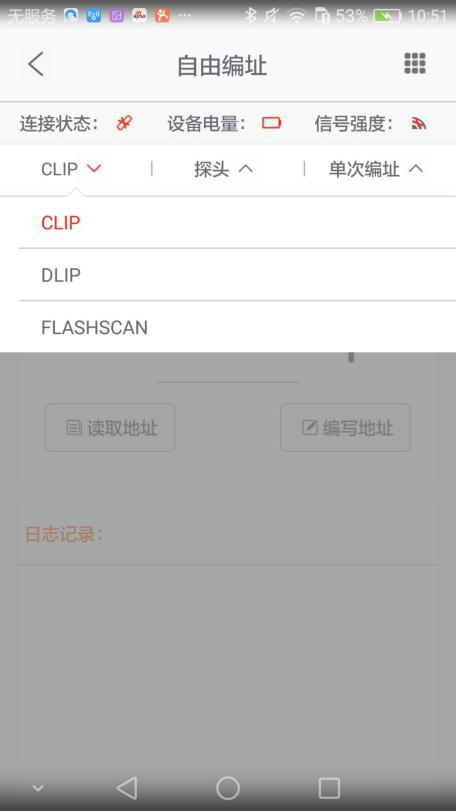 无服务 53% 10:51
自由编址
连接状态： 设备电量： 信号强度：
CLIP 探头 单次编址
CLIP
DLIP
FLASHSCAN
读取地址 编写地址
日志记录：